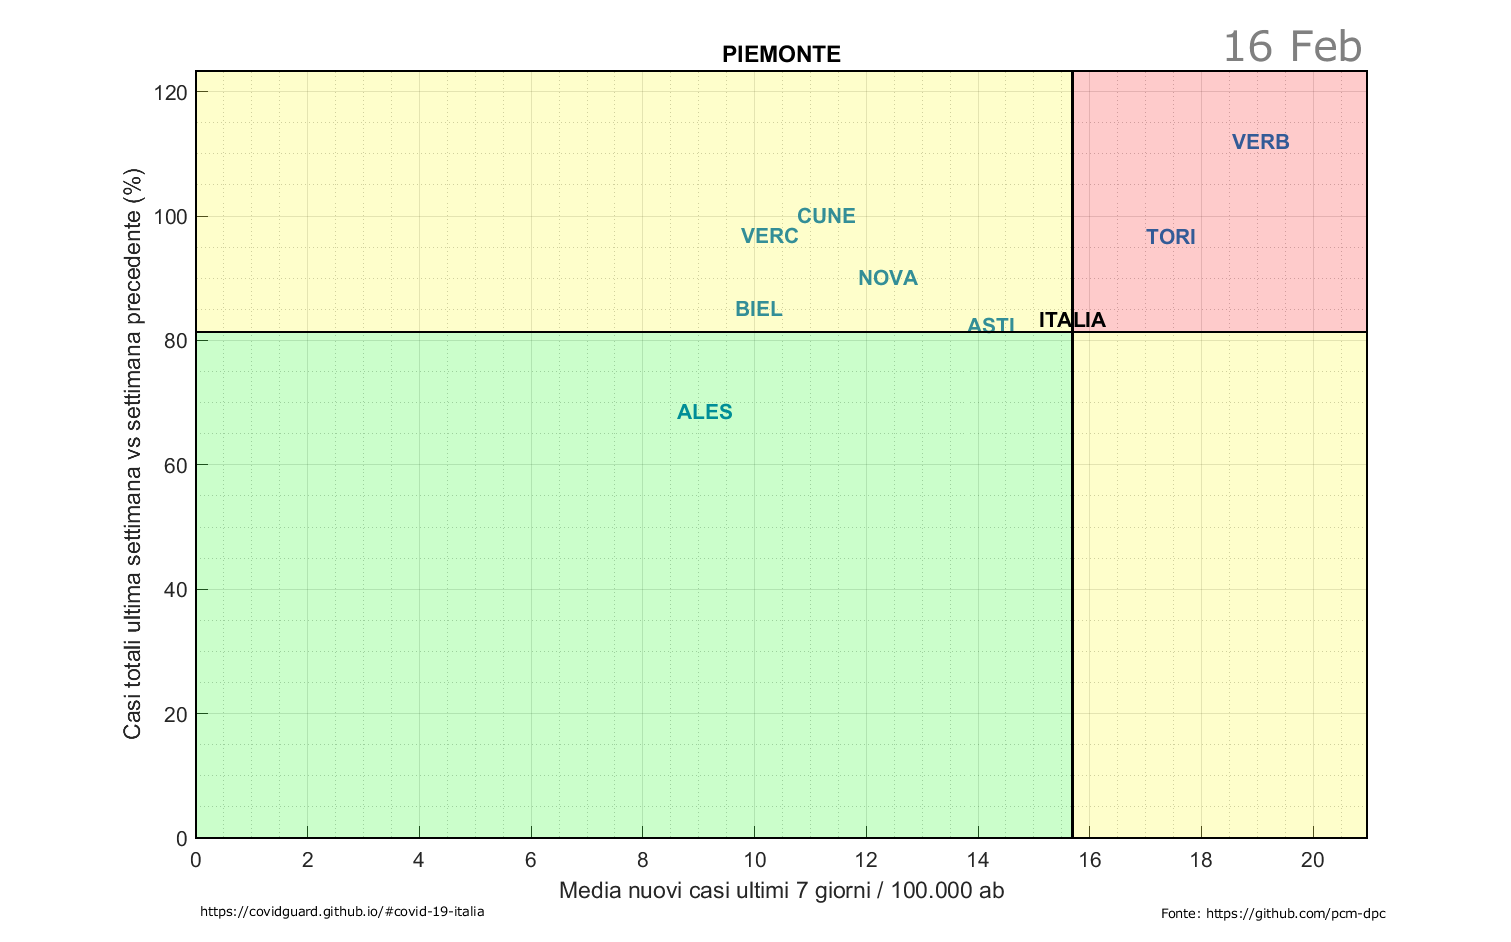 16 Feb
PIEMONTE
Casi totali ultima settimana vs settimana precedente (%)
120
100
80
60
40
20
0
VERB
CUNE
VERC
TORI
NOVA
BIEL
ITALIA
ASTI
ALES
0 2 4 6 8 10 12 14 16 18 20
Media nuovi casi ultimi 7 giorni / 100.000 ab
https://covidguard.github.io/#covid-19-italia
Fonte: https://github.com/pcm-dpc